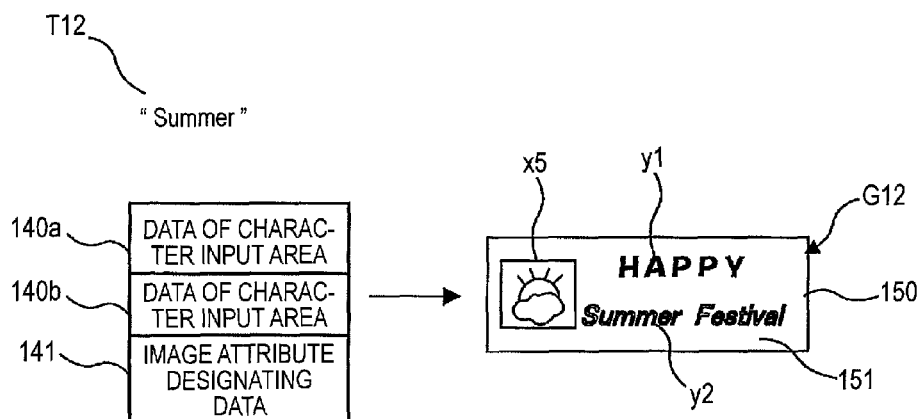 T12
“ Summer ”
x5
y1
G12
140a
DATA OF CHARAC-
TER INPUT AREA
140b
DATA OF CHARAC-
TER INPUT AREA
141
IMAGE ATTRIBUTE
DESIGNATING
DATA
HAPPY
Summer Festival
150
151
y2